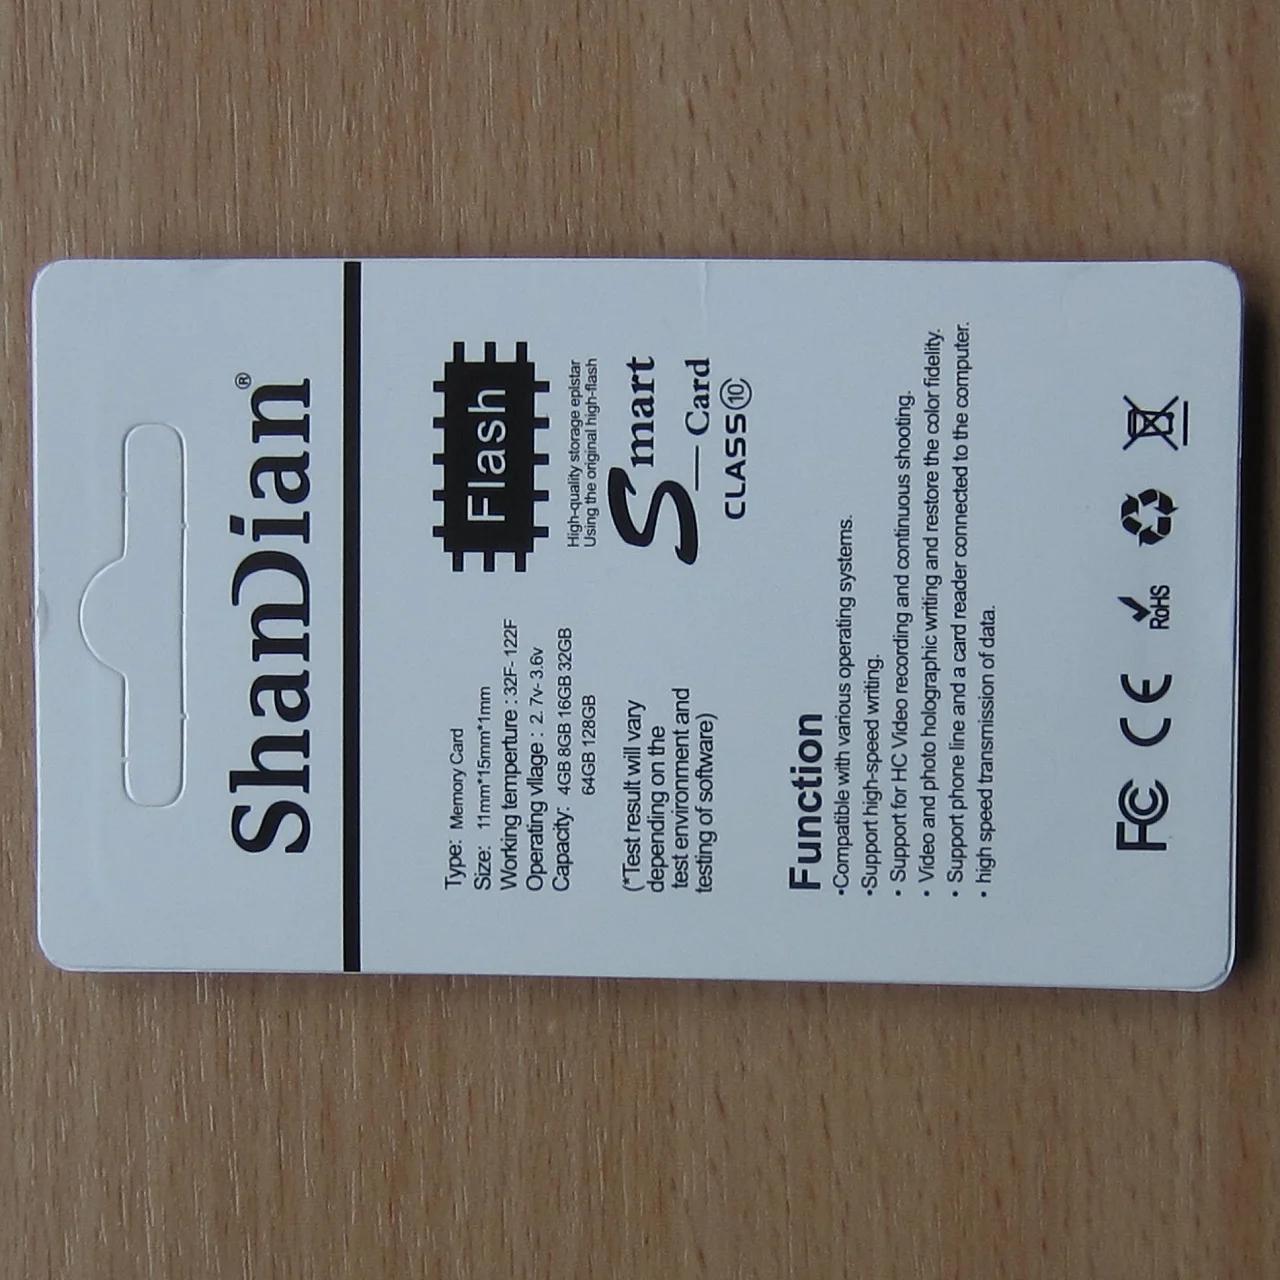 ShanDian®
Type: Memory Card
Size: 11mm*15mm*1mm
Working temperture : 32F- 122F
Operating vllage : 2. 7v- 3.6v
Capacity: 4GB 8GB 16GB 32GB
64GB 128GB
(*Test result will vary
depending on the
test environment and
testing of software)
Flash
High-quality storage eplstar
Using the original high-flash
Smart
Card
CLASS 10
Function
•Compatible with various operating systems.
•Support high-speed writing.
• Support for HC Video recording and continuous shooting.
• Video and photo holographic writing and restore the color fidelity.
• Support phone line and a card reader connected to the computer.
• high speed transmission of data.
FC CE RoHS